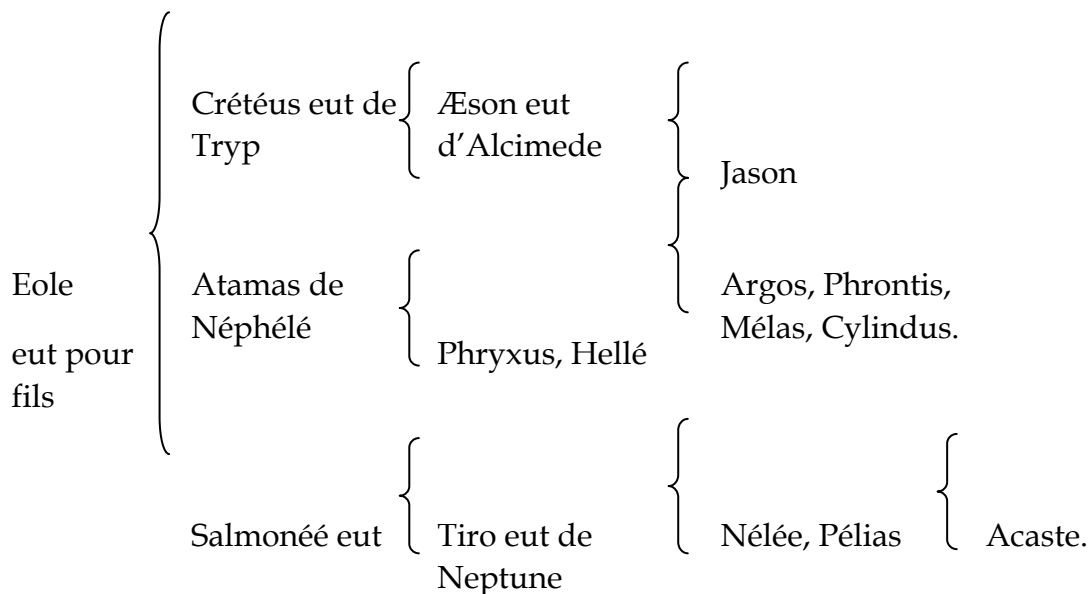 Crétéus eut de
Tryp
Æson eut
d’Alcimede
Jason
Eole
eut pour
fils
Atamas de
Néphélé
Phryxus, Hellé
Argos, Phrontis,
Mélas, Cylindus.
Salmonéé eut
Tiro eut de
Neptune
Nélée, Pélias
Acaste.